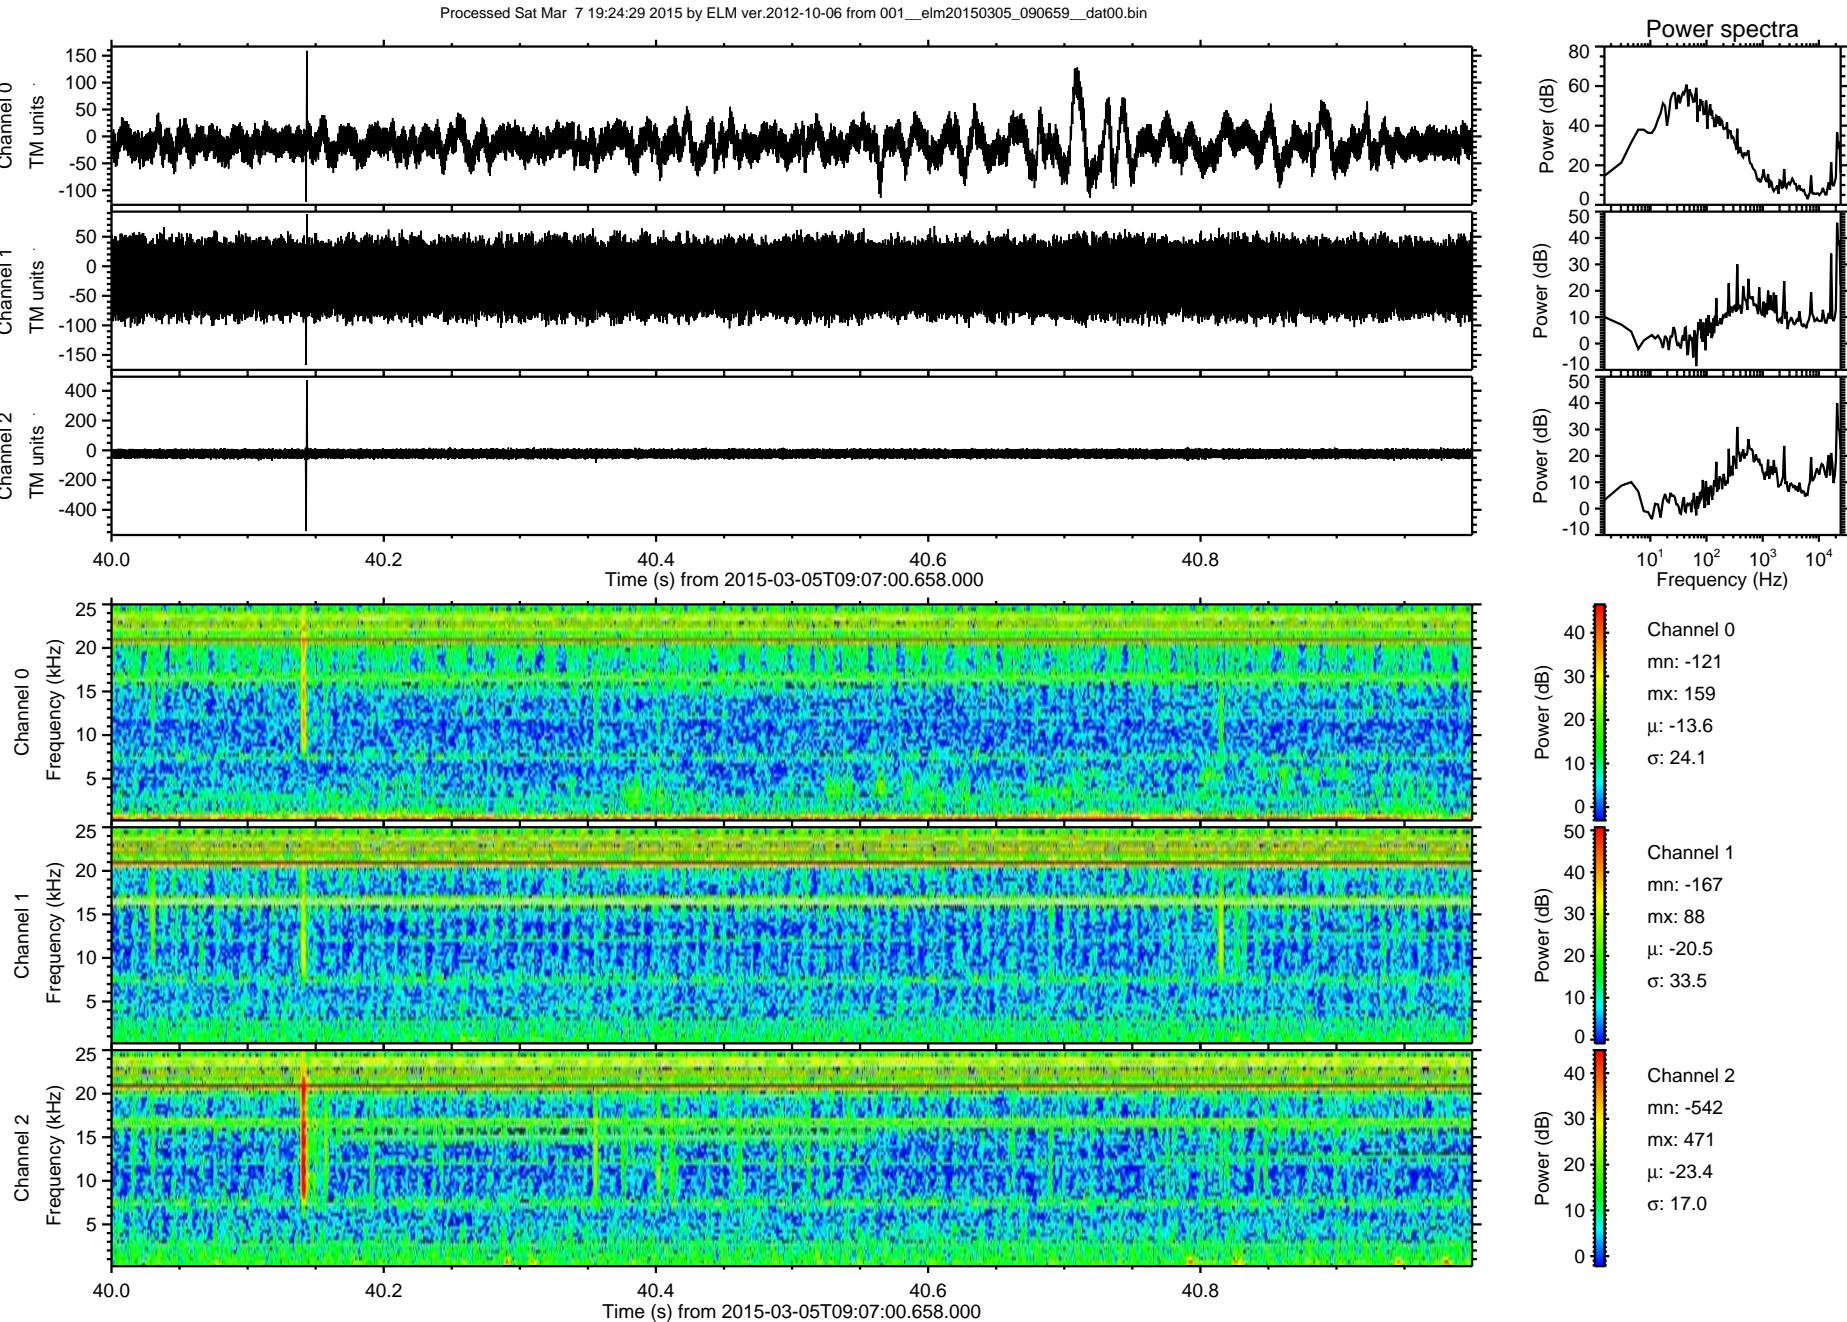 Processed Sat Mar 7 19:24:29 2015 by ELM ver.2012-10-06 from 001__elm20150305_090659__dat00.bin
Power spectra
Channel 0
TM units
150
100
50
0
-50
-100
Power (dB)
80
60
40
20
0
Channel 1
TM units
50
0
-50
-100
-150
Power (dB)
50
40
30
20
10
0
-10
Channel 2
TM units
400
200
0
-200
-400
Power (dB)
50
40
30
20
10
0
-10
40.0 40.2 40.4 40.6 40.8
Time (s) from 2015-03-05T09:07:00.658.000
10^1 10^2 10^3 10^4
Frequency (Hz)
Channel 0
Frequency (kHz)
25
20
15
10
5
Power (dB)
40
30
20
10
0
Channel 0
mn: -121
mx: 159
μ: -13.6
σ: 24.1
Channel 1
Frequency (kHz)
25
20
15
10
5
Power (dB)
50
40
30
20
10
0
Channel 1
mn: -167
mx: 88
μ: -20.5
σ: 33.5
Channel 2
Frequency (kHz)
25
20
15
10
5
Power (dB)
40
30
20
10
0
Channel 2
mn: -542
mx: 471
μ: -23.4
σ: 17.0
40.0 40.2 40.4 40.6 40.8
Time (s) from 2015-03-05T09:07:00.658.000